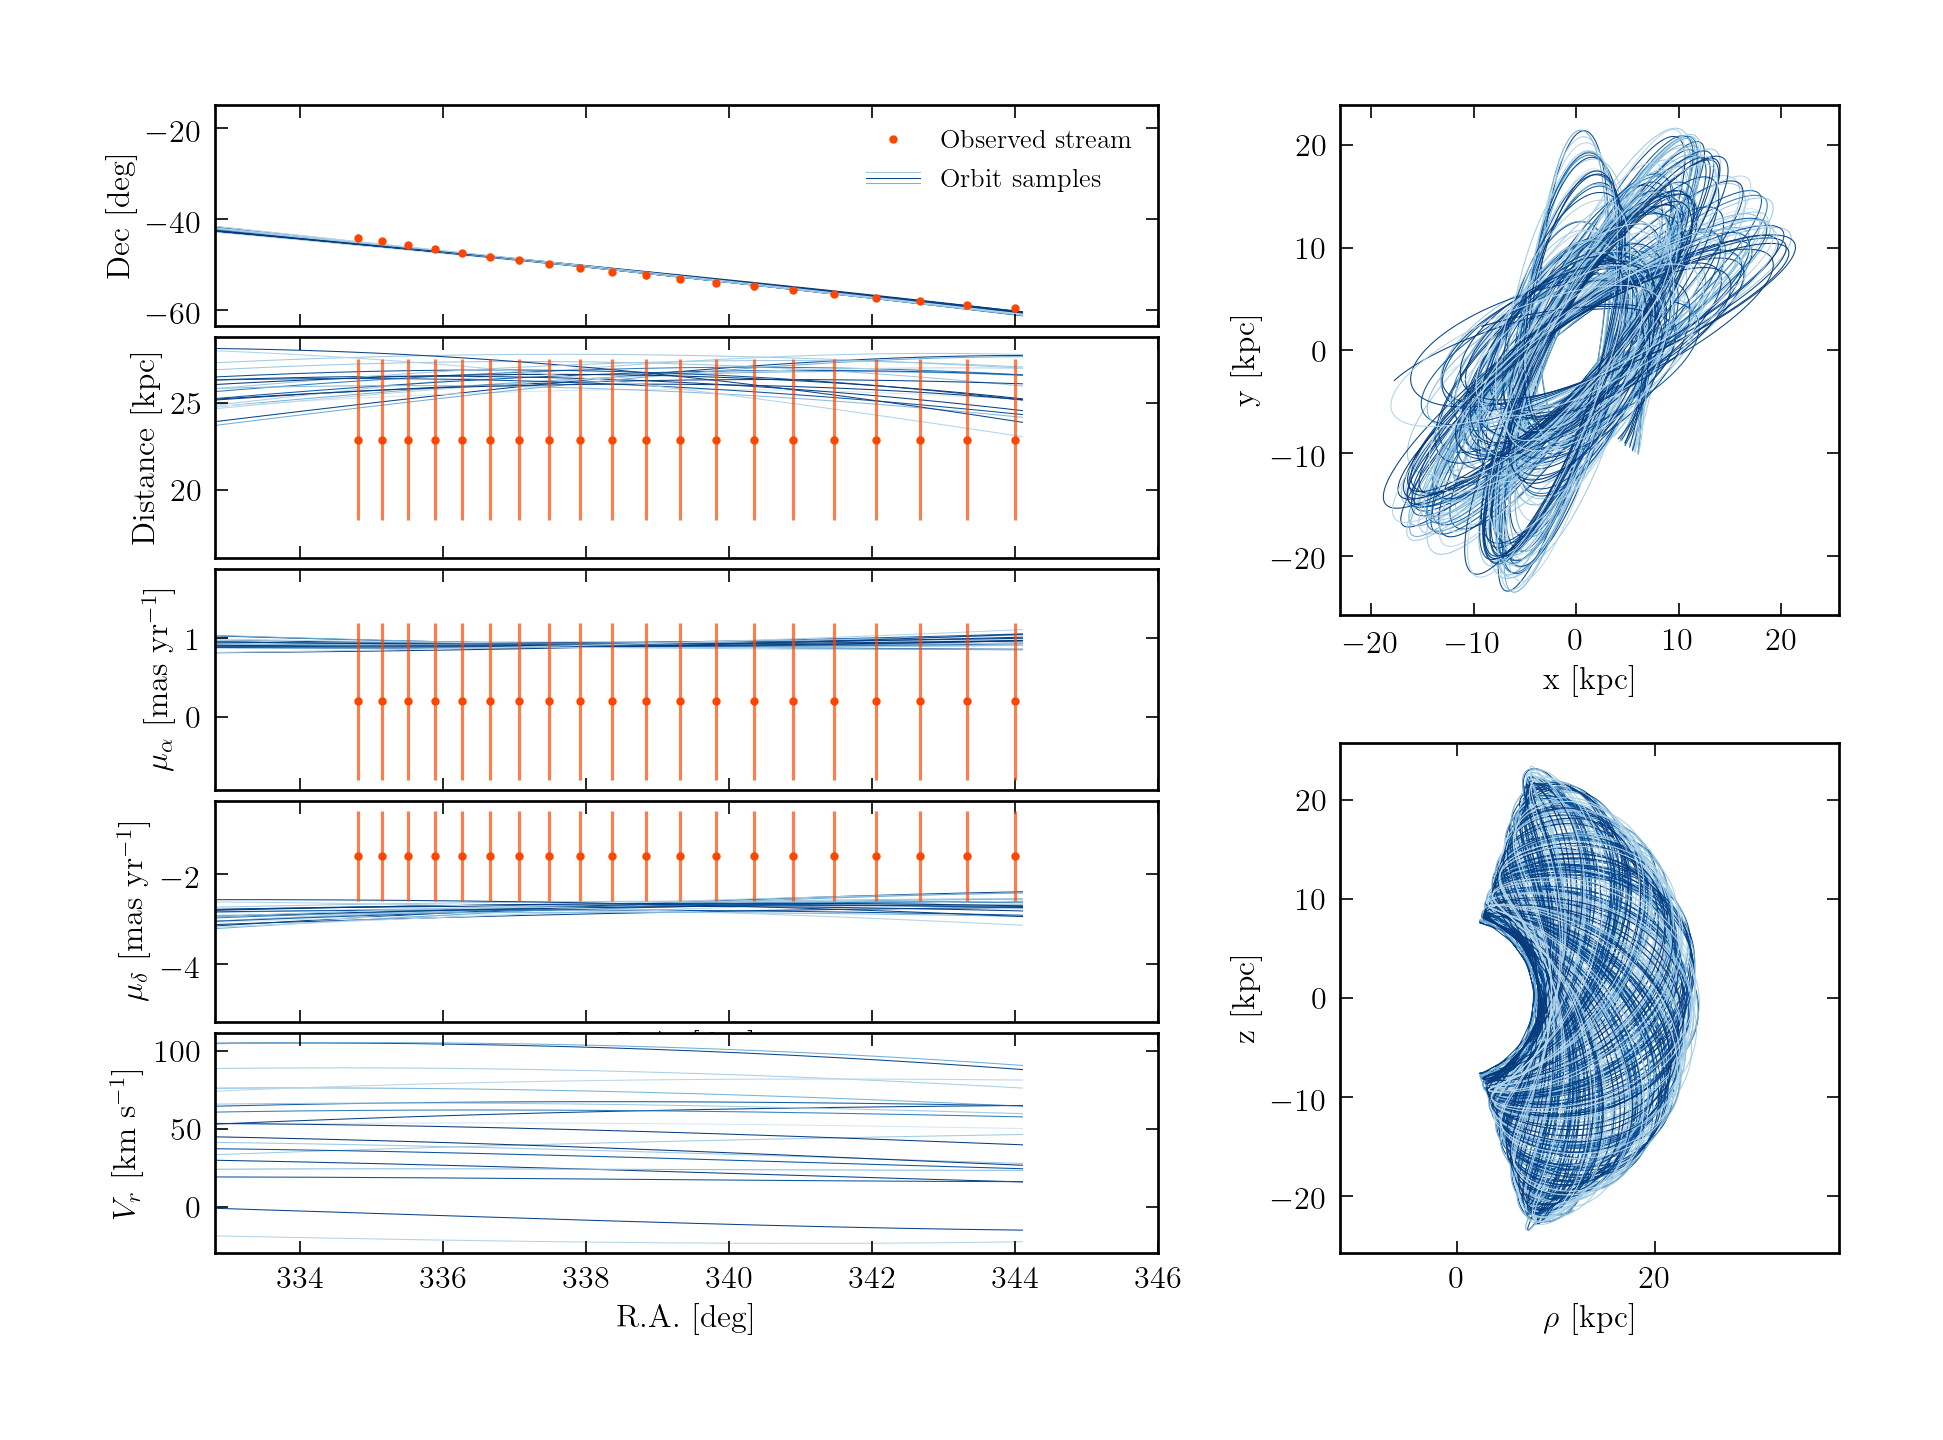 −20
−40
−60
Dec [deg]
Observed stream
Orbit samples
25
20
Distance [kpc]
1
0
μα [mas yr−1]
−2
−4
μδ [mas yr−1]
100
50
0
Vr [km s−1]
334 336 338 340 342 344 346
R.A. [deg]
20
10
0
−10
−20
y [kpc]
−20 −10 0 10 20
x [kpc]
20
10
0
−10
−20
z [kpc]
0 20
ρ [kpc]